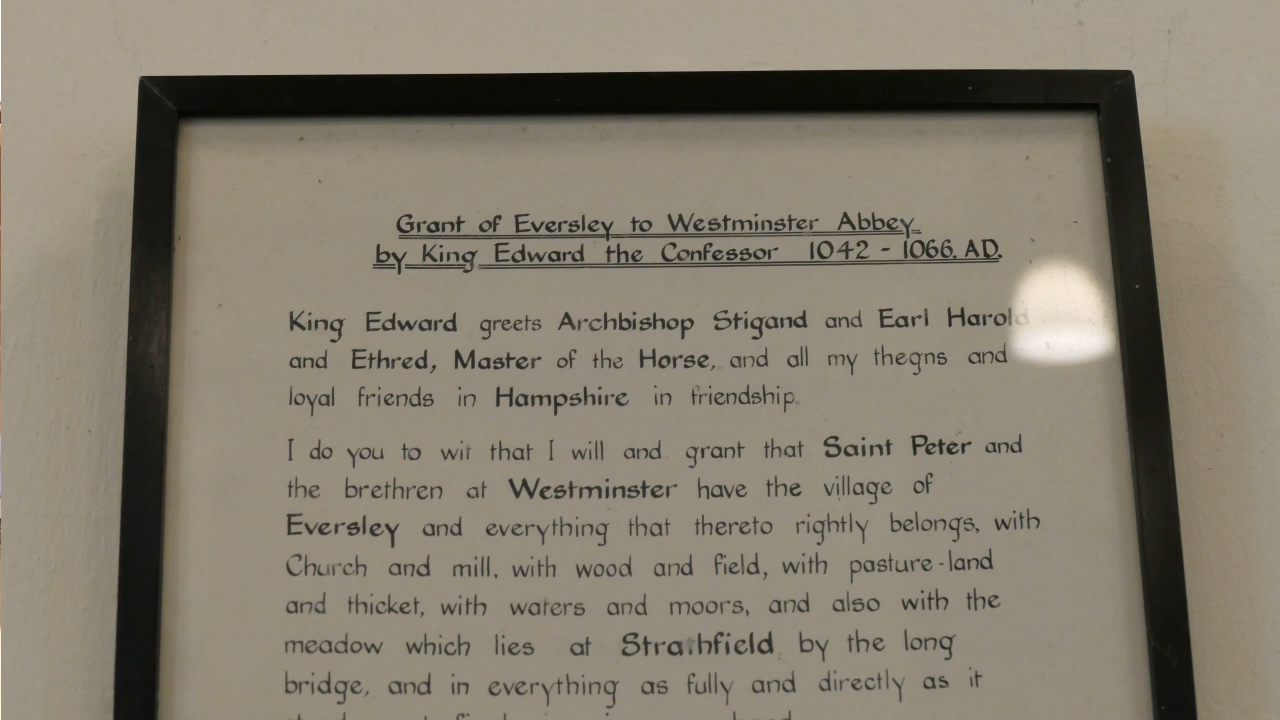 Grant of Eversley to Westminster Abbey
by King Edward the Confessor 1042 - 1066. AD.
King Edward greets Archbishop Stigand and Earl Harold
and Ethred, Master of the Horse, and all my thegns and
loyal friends in Hampshire in friendship.
I do you to wit that I will and grant that Saint Peter and
the brethren at Westminster have the village of
Eversley and everything that thereto rightly belongs, with
Church and mill, with wood and field, with pasture-land
and thicket, with waters and moors, and also with the
meadow which lies at Strathfield by the long
bridge, and in everything as fully and directly as it